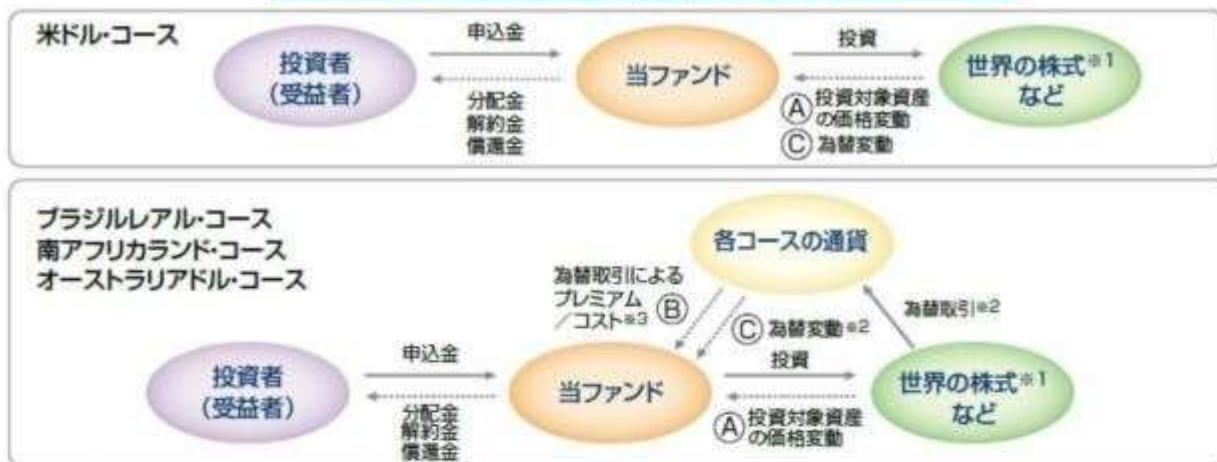 米ドル・コース
投資者
(受益者)
申込金
分配金
解約金
償還金
当ファンド
投資
Ⓐ投資対象資産
の価格変動
Ⓒ為替変動
世界の株式※1
など
ブラジルレアル・コース
南アフリカランド・コース
オーストラリアドル・コース
各コースの通貨
為替取引による
プレミアム
/コスト※3 Ⓑ
Ⓒ為替変動※2
為替取引※2
投資者
(受益者)
申込金
分配金
解約金
償還金
当ファンド
投資
Ⓐ投資対象資産
の価格変動
世界の株式※1
など